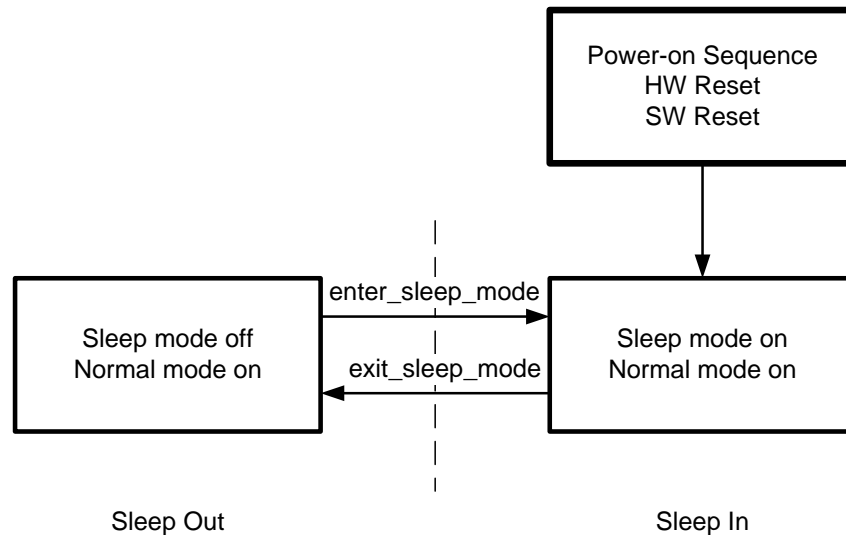 Power-on Sequence
HW Reset
SW Reset
enter_sleep_mode
Sleep mode off
Normal mode on
Sleep mode on
Normal mode on
exit_sleep_mode
Sleep Out
Sleep In